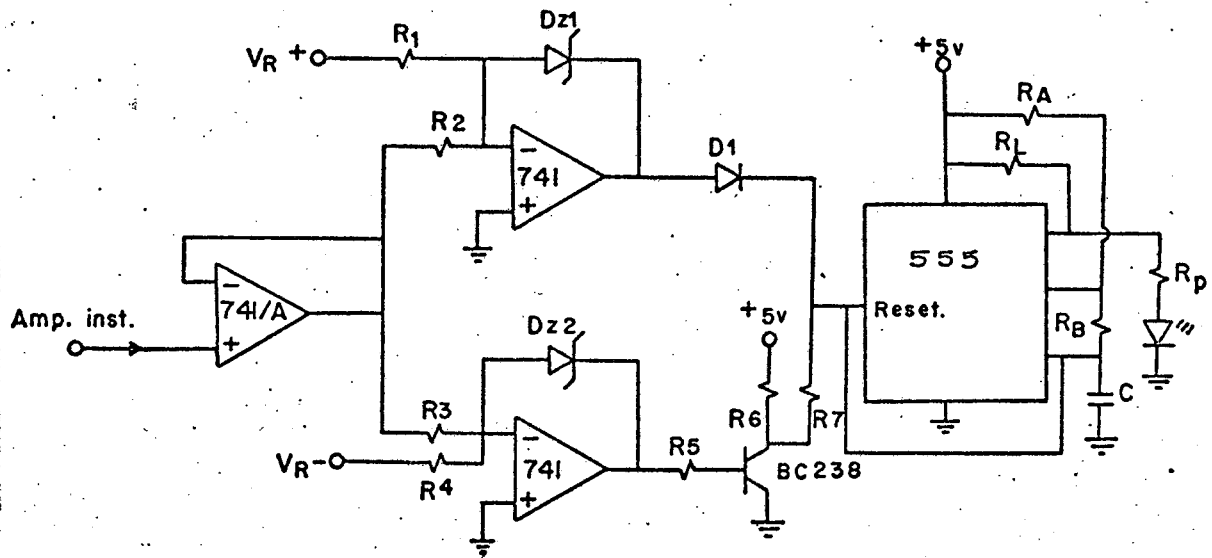 Dz1
VR +
R1
+5v
RA
R2
RL
D1
-
741
+
555
-
741/A
+
Amp. inst.
Reset.
Rp
+5v
RB
Dz2
R3
R6
R7
C
VR -
R4
-
741
+
R5
BC238